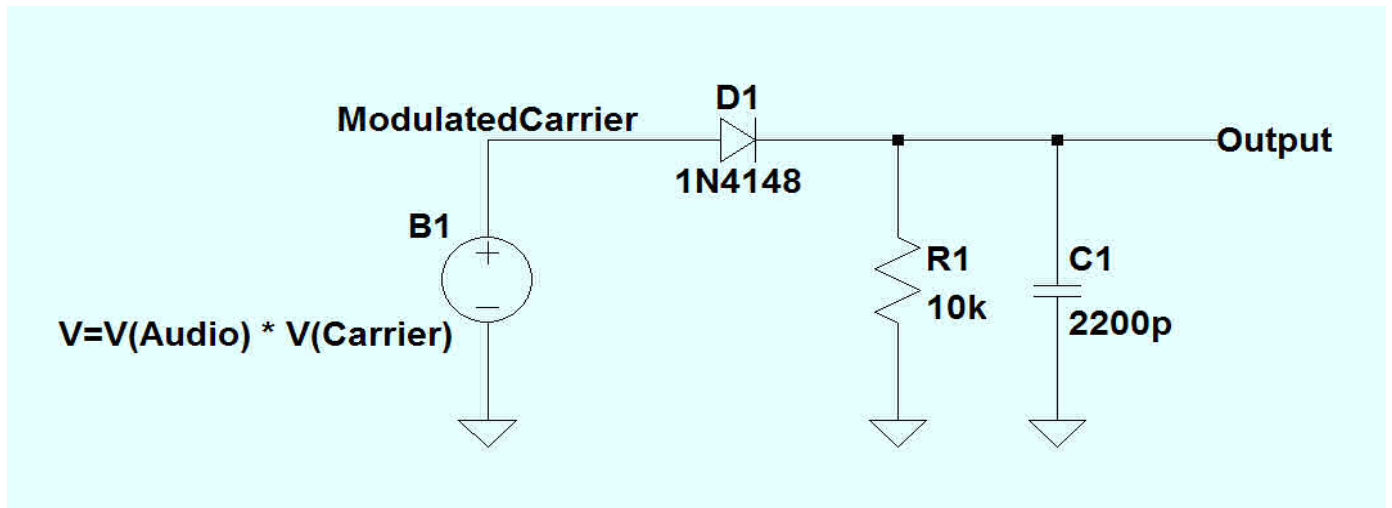 D1
ModulatedCarrier
Output
1N4148
B1
R1
C1
10k
2200p
V=V(Audio) * V(Carrier)